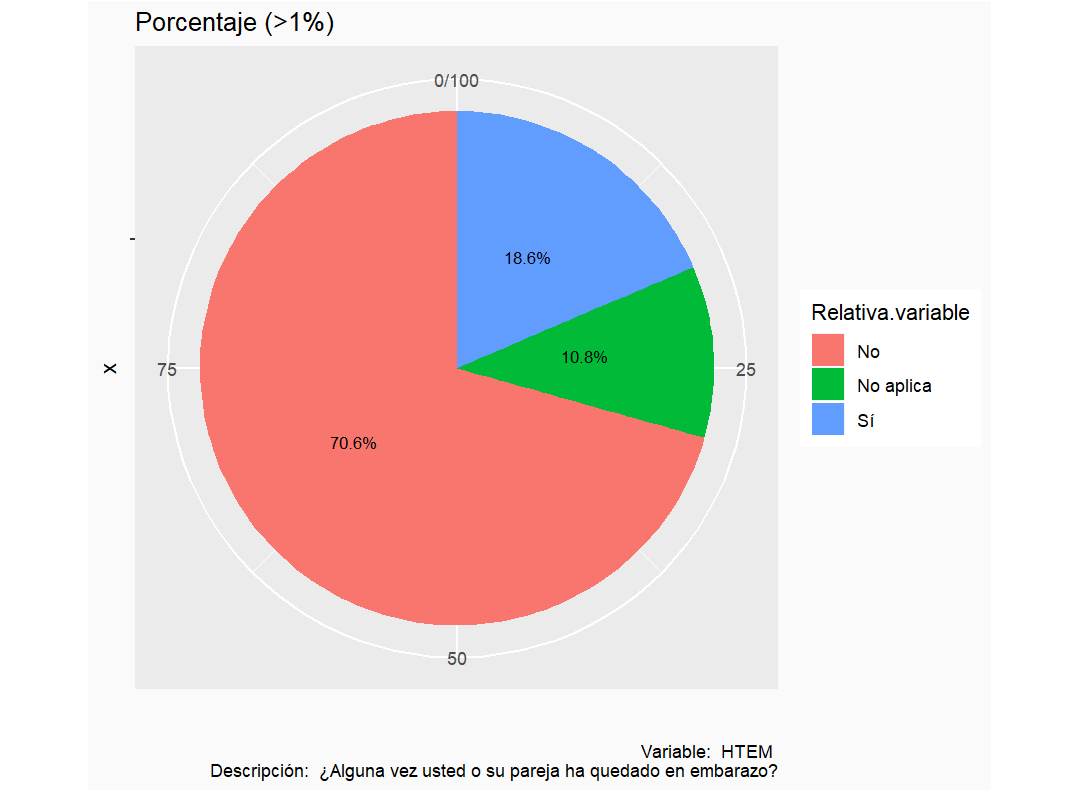 Porcentaje (>1%)
0/100
18.6%
10.8%
70.6%
75
25
50
x
Relativa.variable
No
No aplica
Sí
Variable:  HTEM
Descripción:  ¿Alguna vez usted o su pareja ha quedado en embarazo?